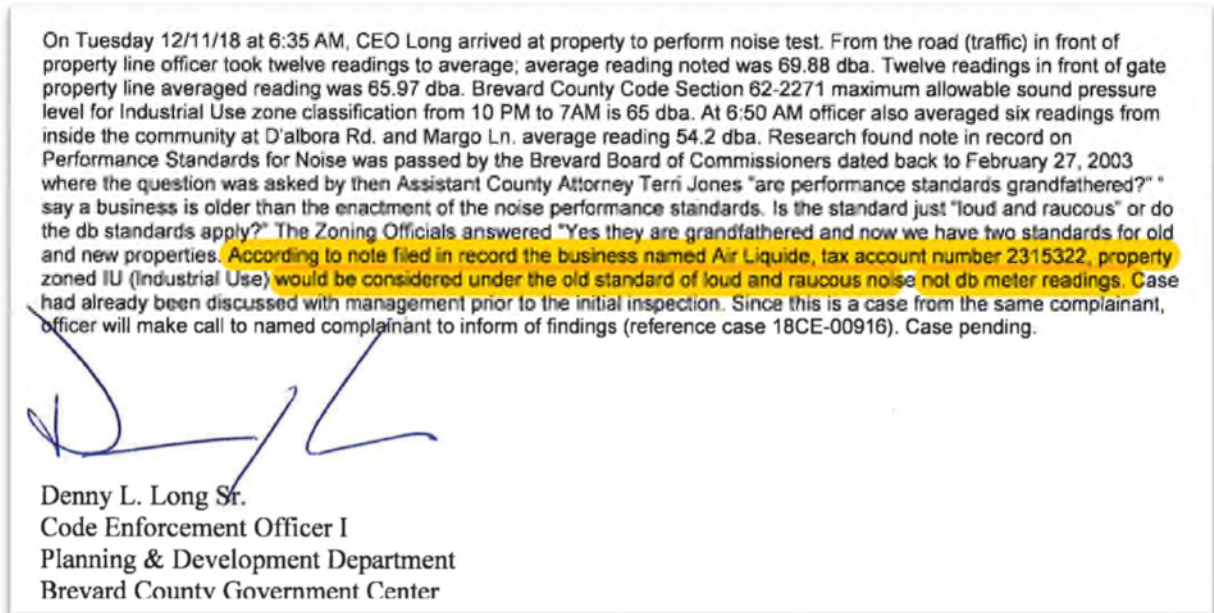 On Tuesday 12/11/18 at 6:35 AM, CEO Long arrived at property to perform noise test. From the road (traffic) in front of
property line officer took twelve readings to average; average reading noted was 69.88 dba. Twelve readings in front of gate
property line averaged reading was 65.97 dba. Brevard County Code Section 62-2271 maximum allowable sound pressure
level for Industrial Use zone classification from 10 PM to 7AM is 65 dba. At 6:50 AM officer also averaged six readings from
inside the community at D'albora Rd. and Margo Ln. average reading 54.2 dba. Research found note in record on
Performance Standards for Noise was passed by the Brevard Board of Commissioners dated back to February 27, 2003
where the question was asked by then Assistant County Attorney Terri Jones "are performance standards grandfathered?" "
say a business is older than the enactment of the noise performance standards. Is the standard just "loud and raucous" or do
the db standards apply?" The Zoning Officials answered "Yes they are grandfathered and now we have two standards for old
and new properties. According to note filed in record the business named Air Liquide, tax account number 2315322, property
zoned IU (Industrial Use) would be considered under the old standard of loud and raucous noise not db meter readings. Case
had already been discussed with management prior to the initial inspection. Since this is a case from the same complainant,
officer will make call to named complainant to inform of findings (reference case 18CE-00916). Case pending.
Denny L. Long Sr.
Code Enforcement Officer I
Planning & Development Department
Brevard County Government Center